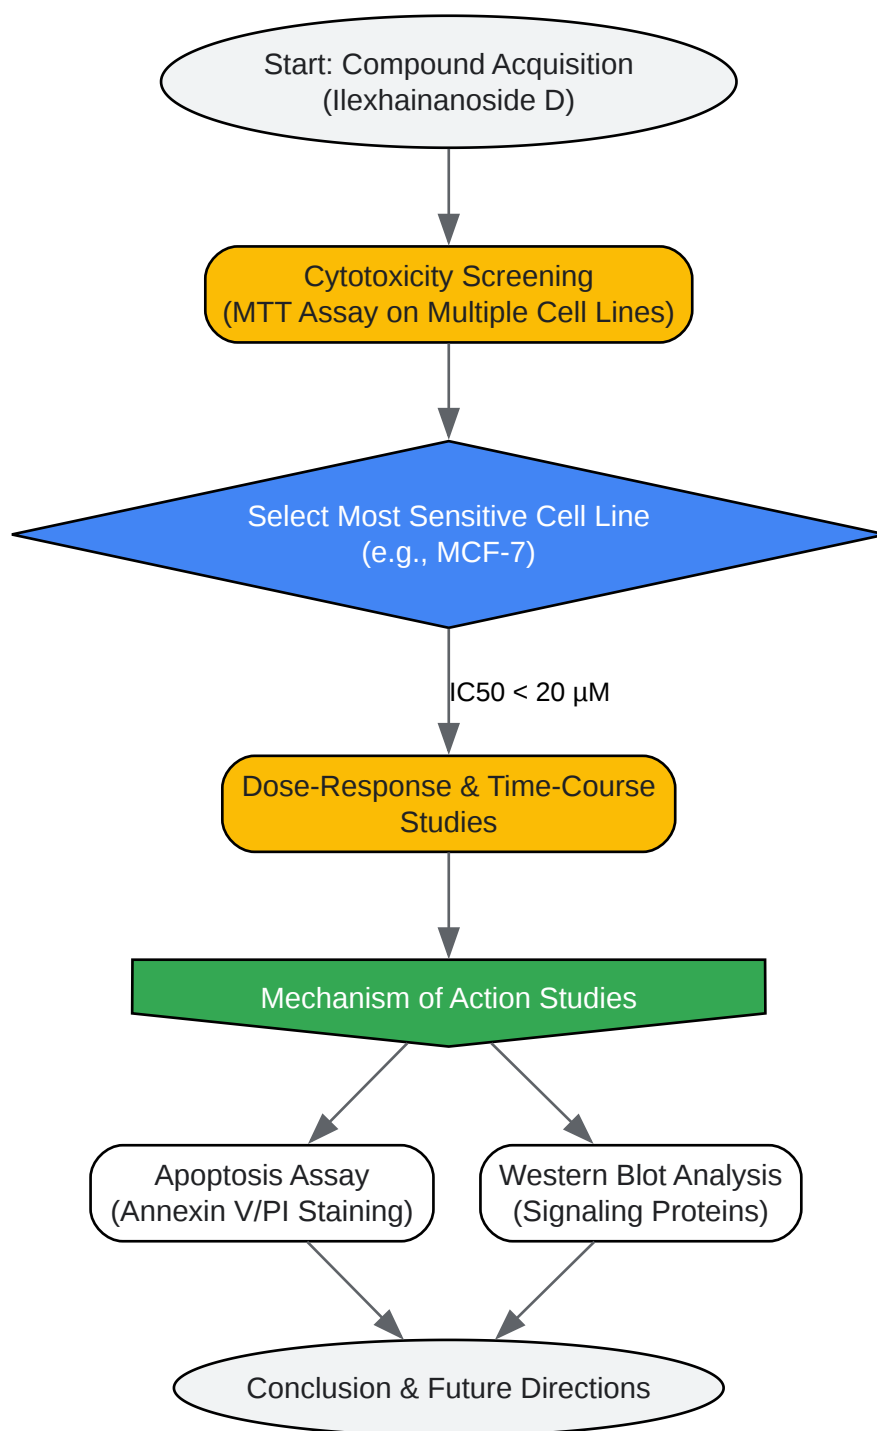 Start: Compound Acquisition
(Ilexhainanoside D)
Cytotoxicity Screening
(MTT Assay on Multiple Cell Lines)
Select Most Sensitive Cell Line
(e.g., MCF-7)
IC50 < 20 µM
Dose-Response & Time-Course
Studies
Mechanism of Action Studies
Apoptosis Assay
(Annexin V/PI Staining)
Western Blot Analysis
(Signaling Proteins)
Conclusion & Future Directions